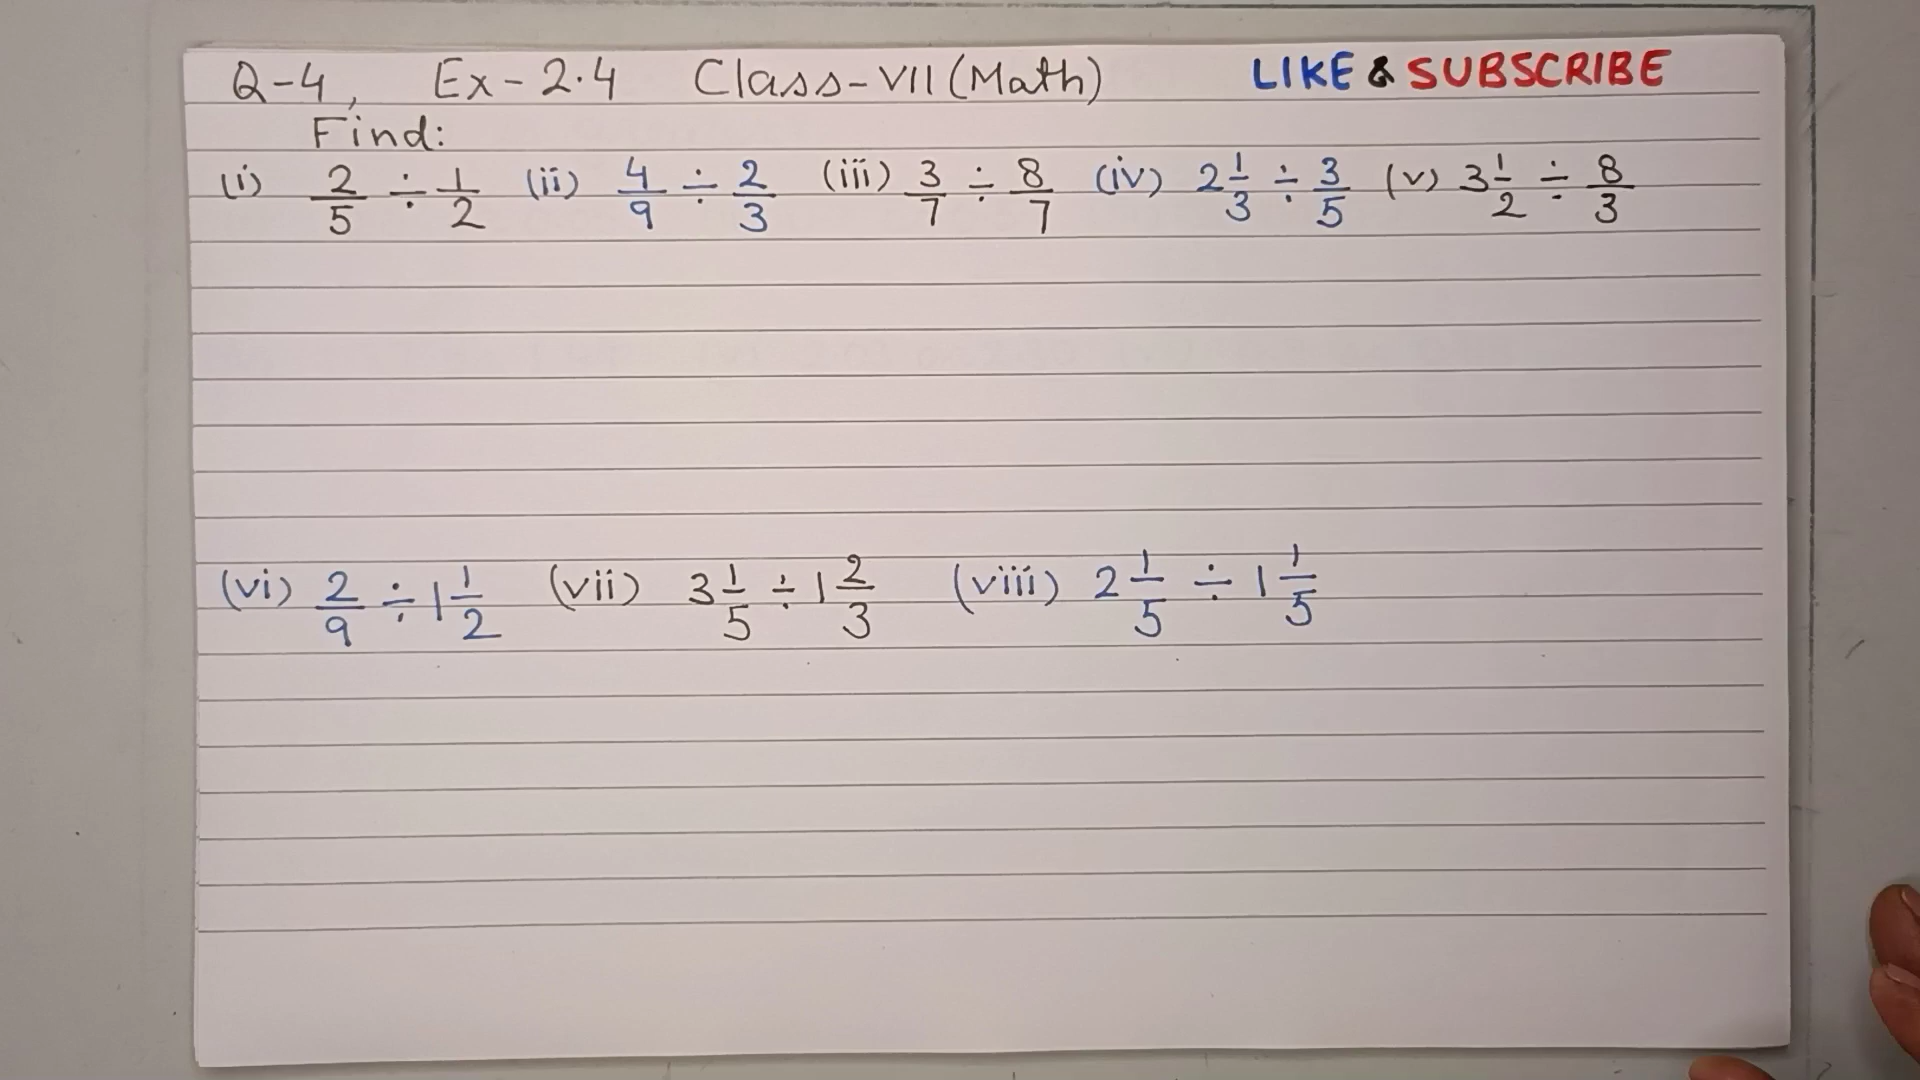 Q-4, Ex-2.4 Class-VII (Math) LIKE & SUBSCRIBE
Find:
(i) 2/5 ÷ 1/2 (ii) 4/9 ÷ 2/3 (iii) 3/7 ÷ 8/7 (iv) 2 1/3 ÷ 3/5 (v) 3 1/2 ÷ 8/3
(vi) 2/9 ÷ 1 1/2 (vii) 3 1/5 ÷ 1 2/3 (viii) 2 1/5 ÷ 1 1/5